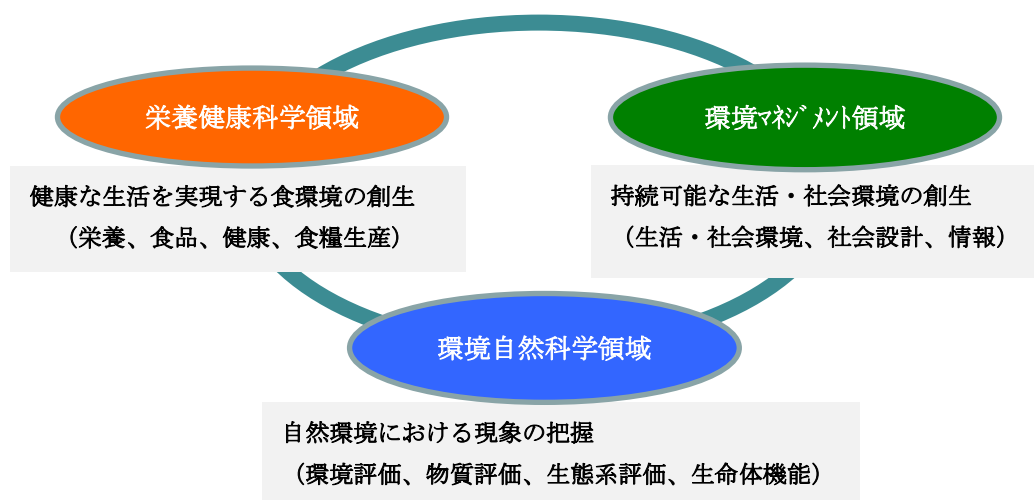 栄養健康科学領域
健康な生活を実現する食環境の創生
（栄養、食品、健康、食糧生産）
環境ﾏﾈｼﾞﾒﾝﾄ領域
持続可能な生活・社会環境の創生
（生活・社会環境、社会設計、情報）
環境自然科学領域
自然環境における現象の把握
（環境評価、物質評価、生態系評価、生命体機能）